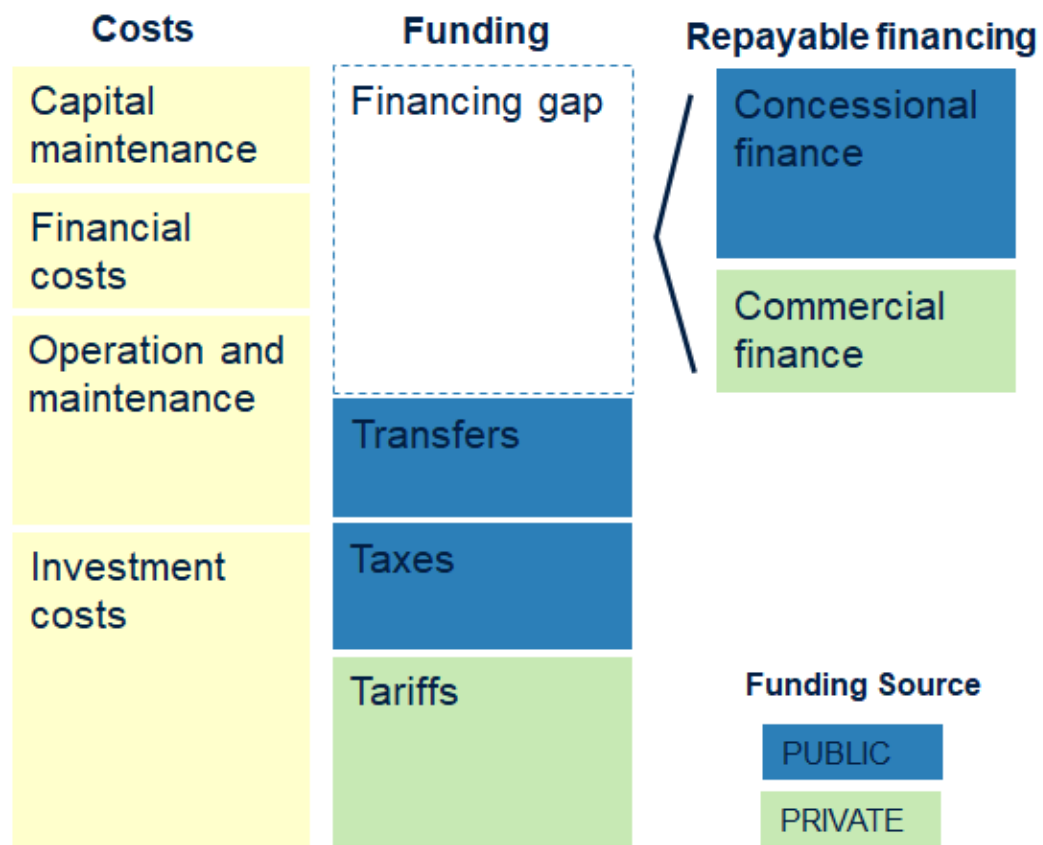 Costs
Capital
maintenance
Financial
costs
Operation and
maintenance
Investment
costs
Funding
Financing gap
Transfers
Taxes
Tariffs
Repayable financing
Concessional
finance
Commercial
finance
Funding Source
PUBLIC
PRIVATE